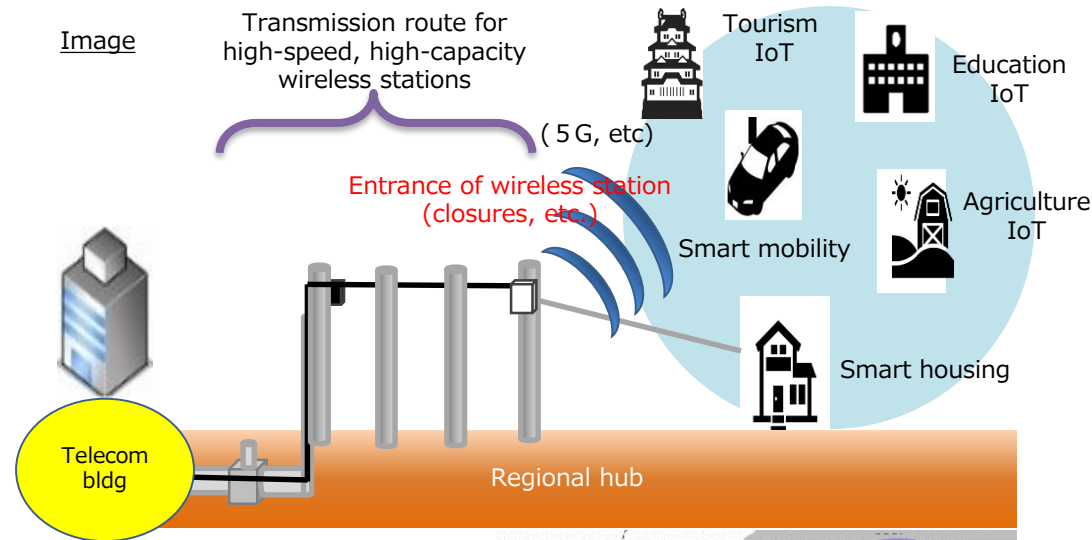 Image
Transmission route for
high-speed, high-capacity
wireless stations
( 5 G, etc)
Entrance of wireless station
(closures, etc.)
Tourism
IoT
Education
IoT
Agriculture
IoT
Smart mobility
Smart housing
Telecom
bldg
Regional hub